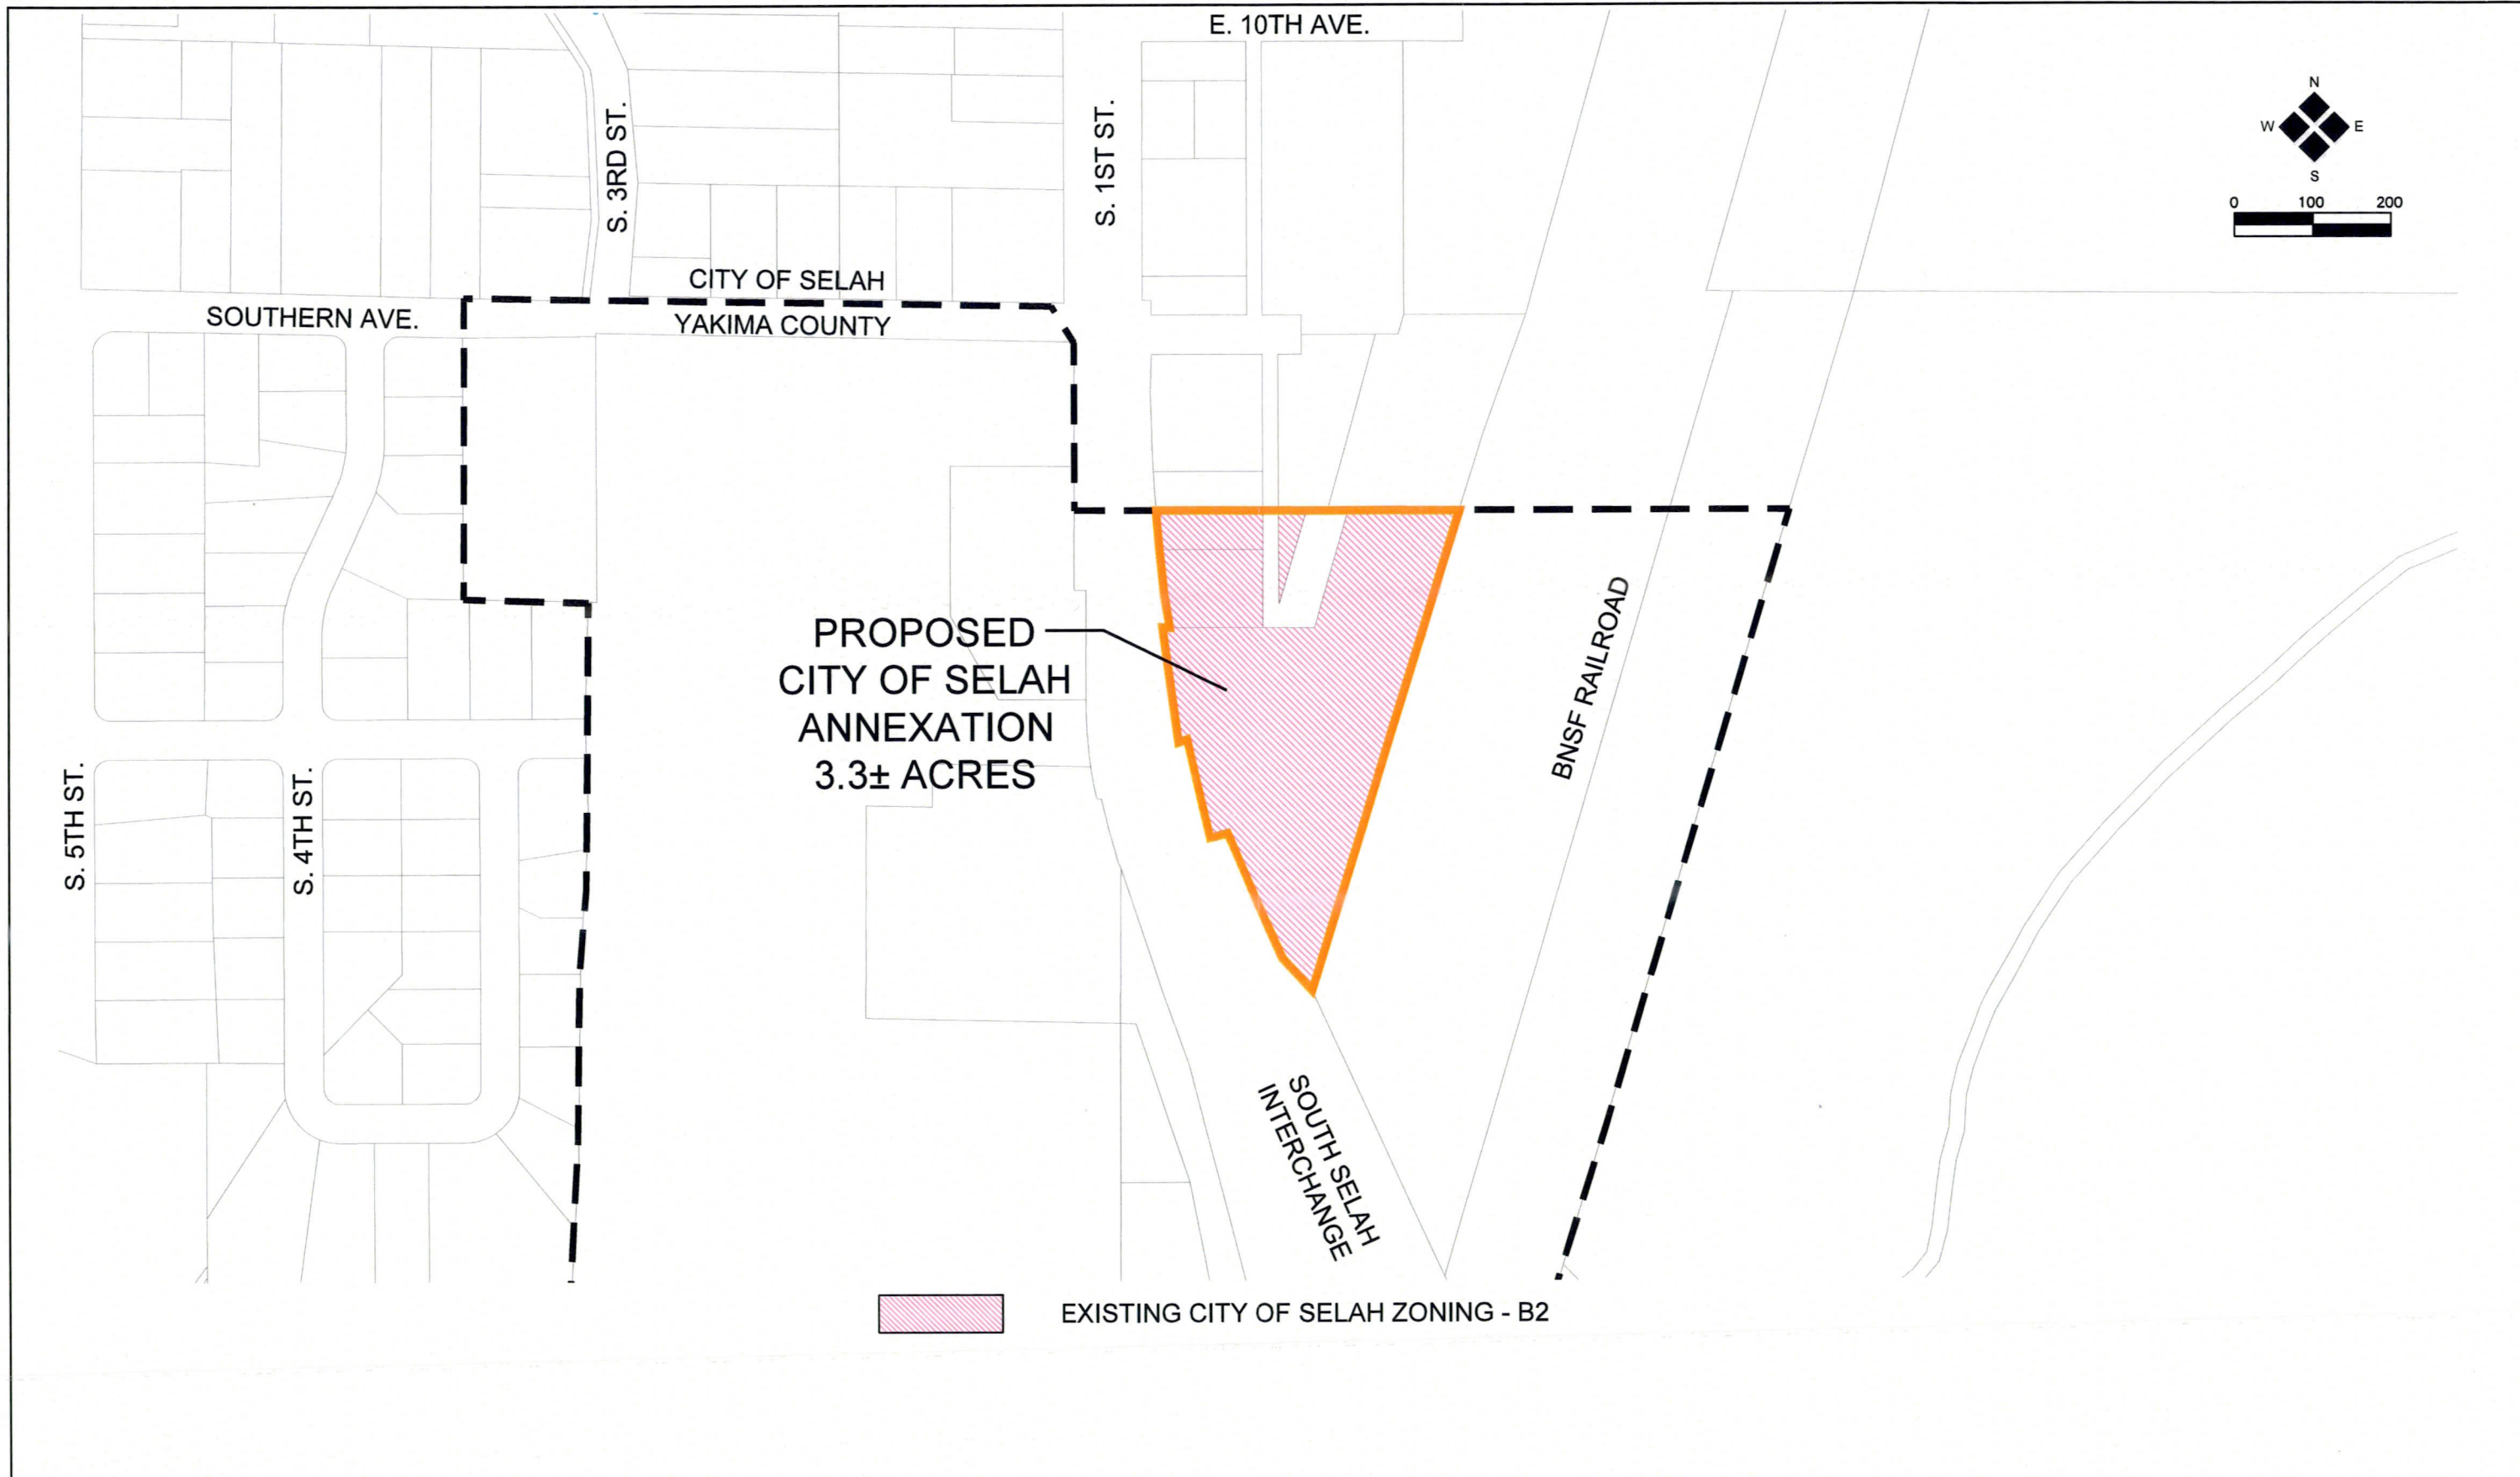 E. 10TH AVE.
N
W
E
S
0 100 200
S. 3RD ST.
S. 1ST ST.
CITY OF SELAH
SOUTHERN AVE.
YAKIMA COUNTY
PROPOSED
CITY OF SELAH
ANNEXATION
3.3± ACRES
BNSF RAILROAD
S. 5TH ST.
S. 4TH ST.
SOUTH SELAH
INTERCHANGE
EXISTING CITY OF SELAH ZONING - B2